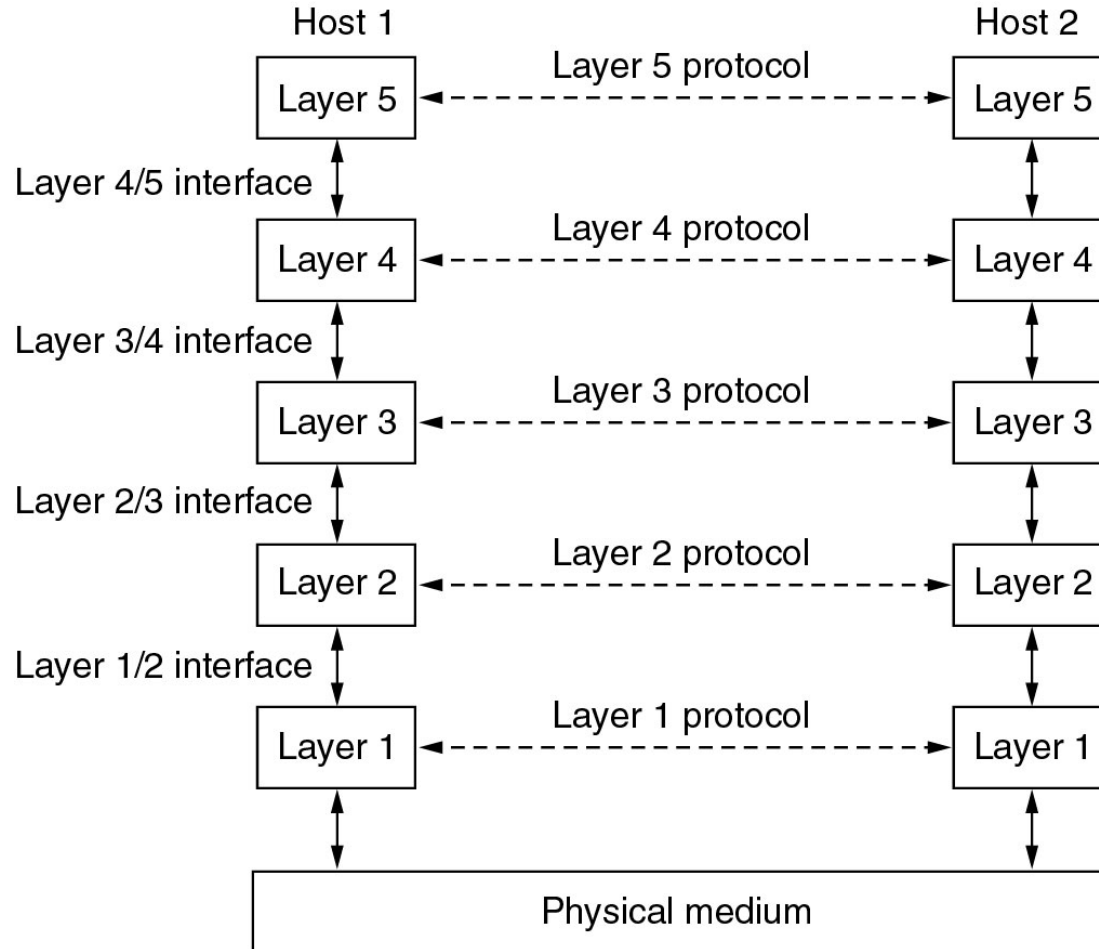 Host 1
Host 2
Layer 5 protocol
Layer 5
Layer 5
Layer 4/5 interface
Layer 4 protocol
Layer 4
Layer 4
Layer 3/4 interface
Layer 3 protocol
Layer 3
Layer 3
Layer 2/3 interface
Layer 2 protocol
Layer 2
Layer 2
Layer 1/2 interface
Layer 1 protocol
Layer 1
Layer 1
Physical medium